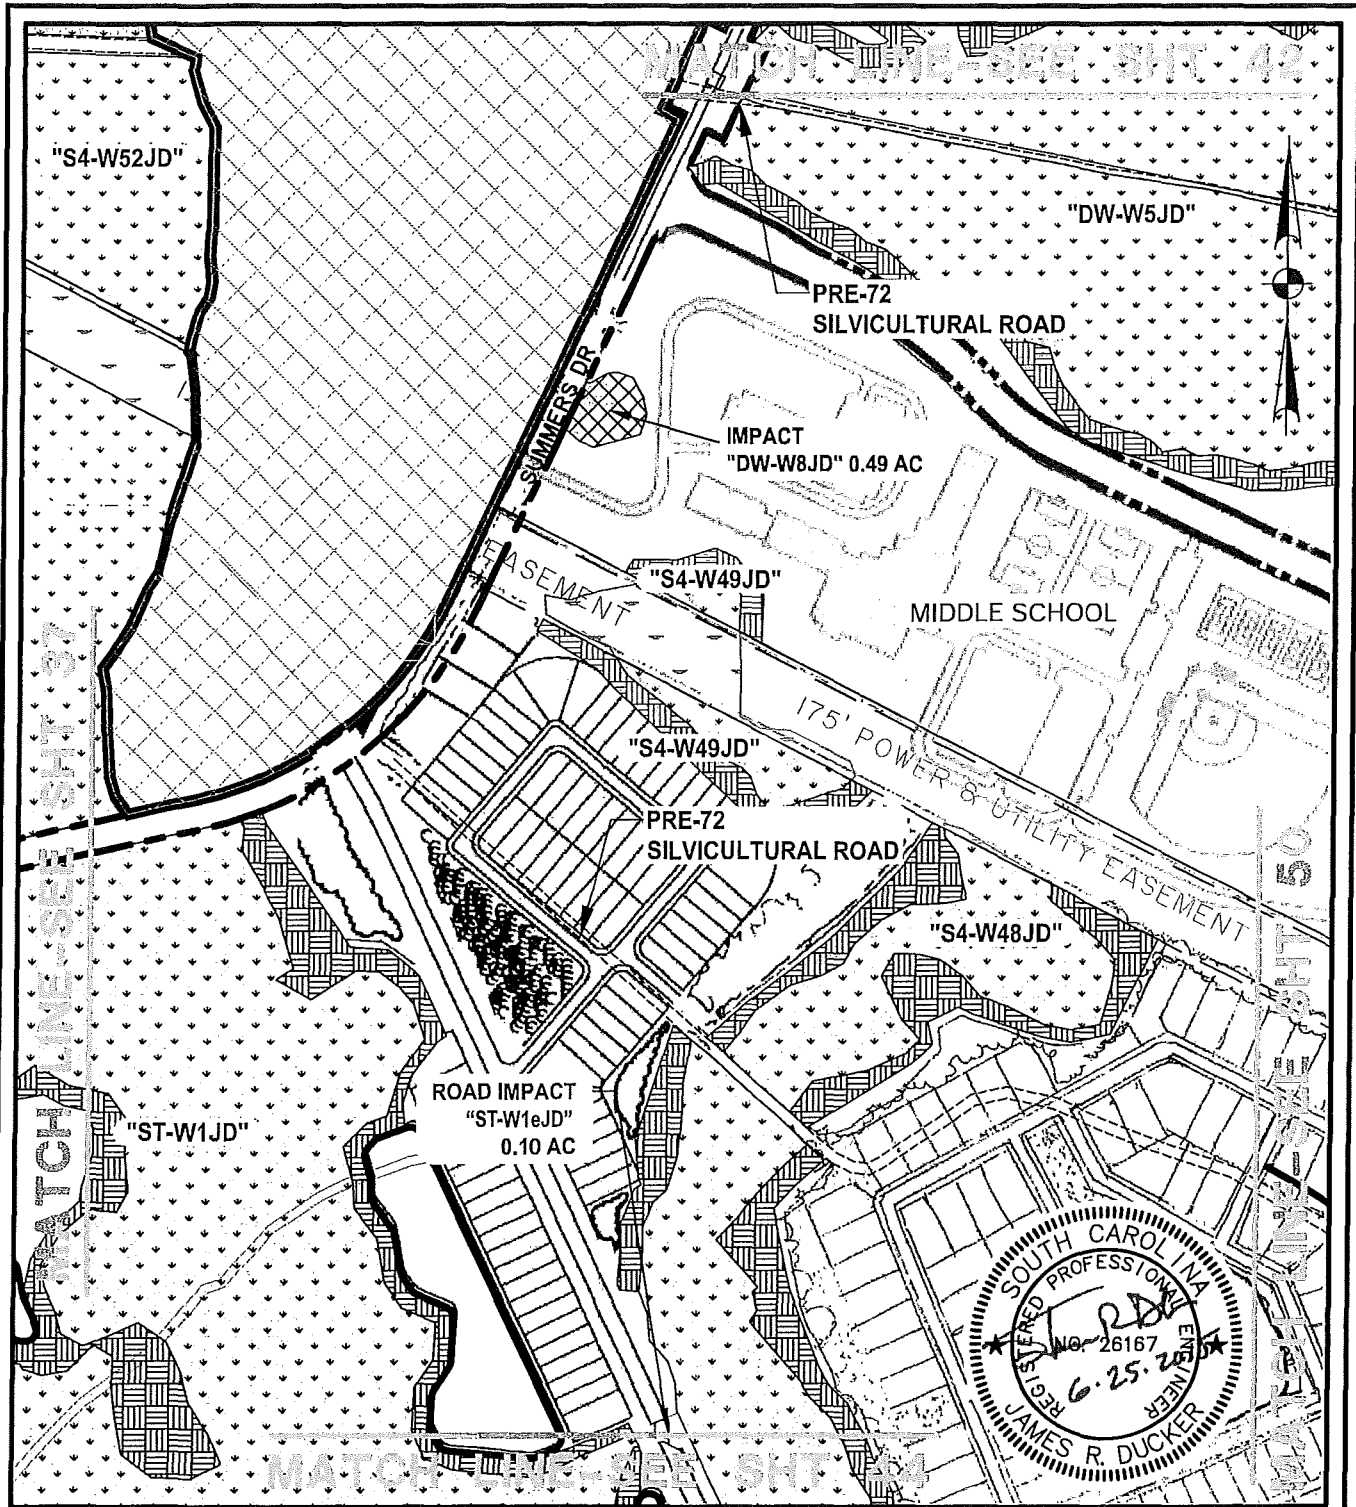 MATCH LINE-SEE SHT 42
"S4-W52JD"
"DW-W5JD"
PRE-72
SILVICULTURAL ROAD
SUMMERS DR
IMPACT
"DW-W8JD" 0.49 AC
EASEMENT
"S4-W49JD"
MIDDLE SCHOOL
175' POWER & UTILITY EASEMENT
MATCH LINE-SEE SHT 37
"S4-W49JD"
PRE-72
SILVICULTURAL ROAD
"S4-W48JD"
MATCH LINE-SEE SHT 50
ROAD IMPACT
"ST-W1eJD"
0.10 AC
"ST-W1JD"
SOUTH CAROLINA
REGISTERED PROFESSIONAL ENGINEER
NO. 26167
JAMES R. DUCKER
MATCH LINE-SEE SHT 44